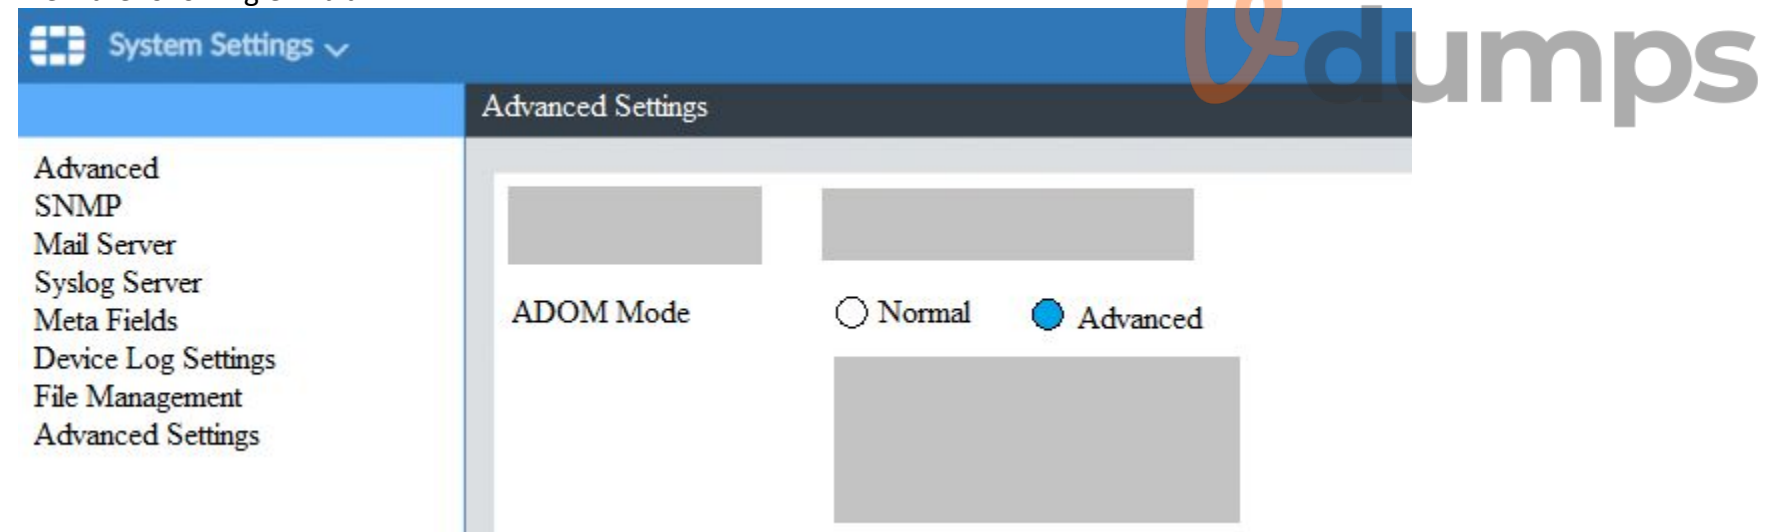 System Settings
dumps
Advanced Settings
Advanced
SNMP
Mail Server
Syslog Server
Meta Fields
Device Log Settings
File Management
Advanced Settings
ADOM Mode
Normal
Advanced